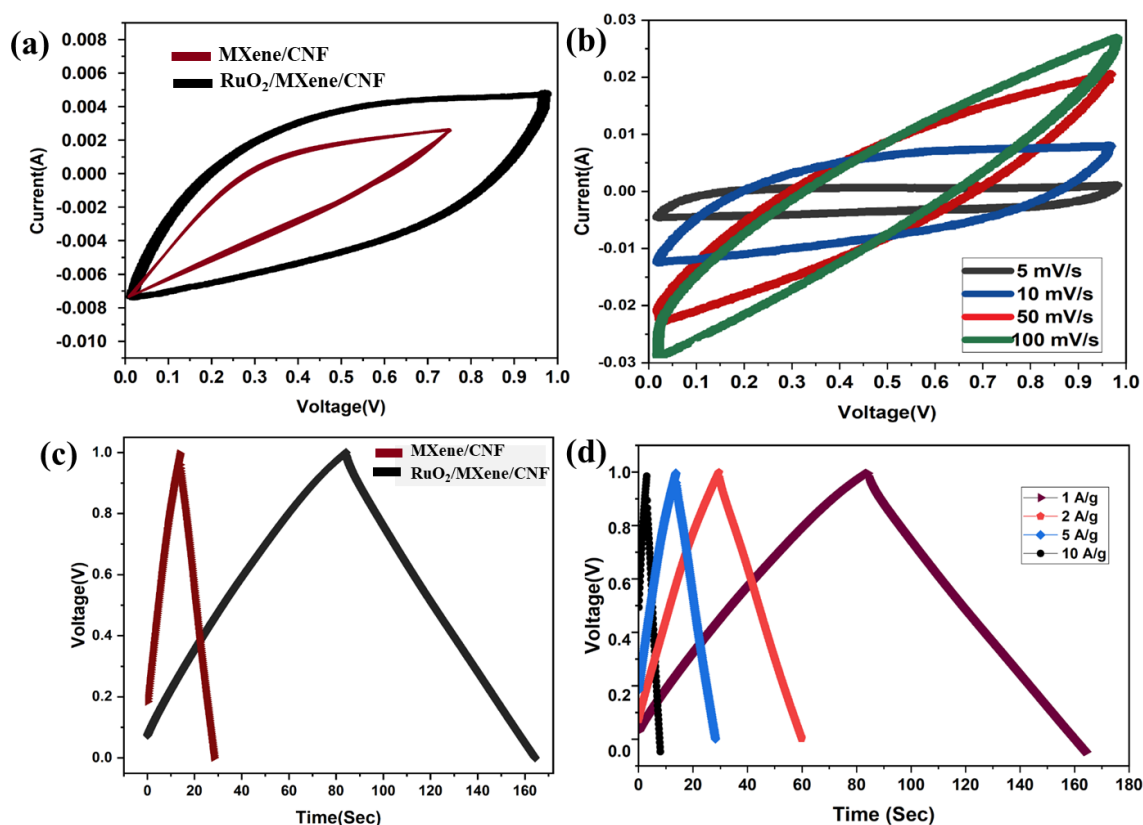 (a)
MXene/CNF
RuO₂/MXene/CNF
0.008
0.006
0.004
0.002
0.000
-0.002
-0.004
-0.006
-0.008
-0.010
Current(A)
0.0 0.1 0.2 0.3 0.4 0.5 0.6 0.7 0.8 0.9 1.0
Voltage(V)
(b)
0.03
0.02
0.01
0.00
-0.01
-0.02
-0.03
Current(A)
5 mV/s
10 mV/s
50 mV/s
100 mV/s
0.0 0.1 0.2 0.3 0.4 0.5 0.6 0.7 0.8 0.9 1.0
Voltage(V)
(c)
MXene/CNF
RuO₂/MXene/CNF
1.0
0.8
0.6
0.4
0.2
0.0
Voltage(V)
0 20 40 60 80 100 120 140 160
Time(Sec)
(d)
1 A/g
2 A/g
5 A/g
10 A/g
1.0
0.8
0.6
0.4
0.2
0.0
Voltage(V)
0 20 40 60 80 100 120 140 160 180
Time (Sec)